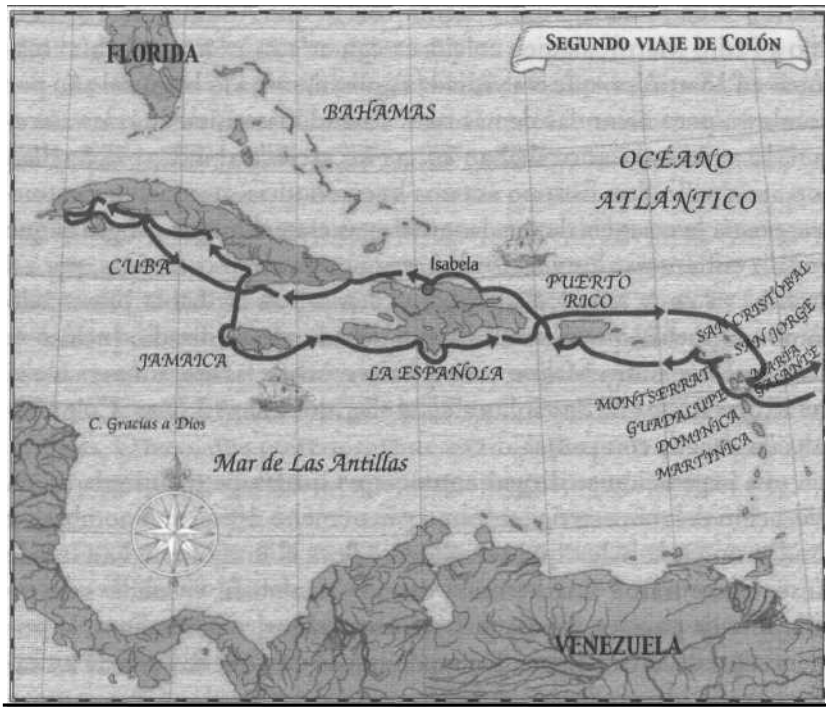 SEGUNDO VIAJE DE COLÓN
FLORIDA
BAHAMAS
OCÉANO
ATLÁNTICO
CUBA
Isabela
PUERTO
RICO
SAN CRISTÓBAL
SAN JORGE
MARÍA
GALANTE
JAMAICA
LA ESPAÑOLA
MONTSERRAT
GUADALUPE
DOMINICA
MARTINICA
C. Gracias a Dios
Mar de Las Antillas
VENEZUELA